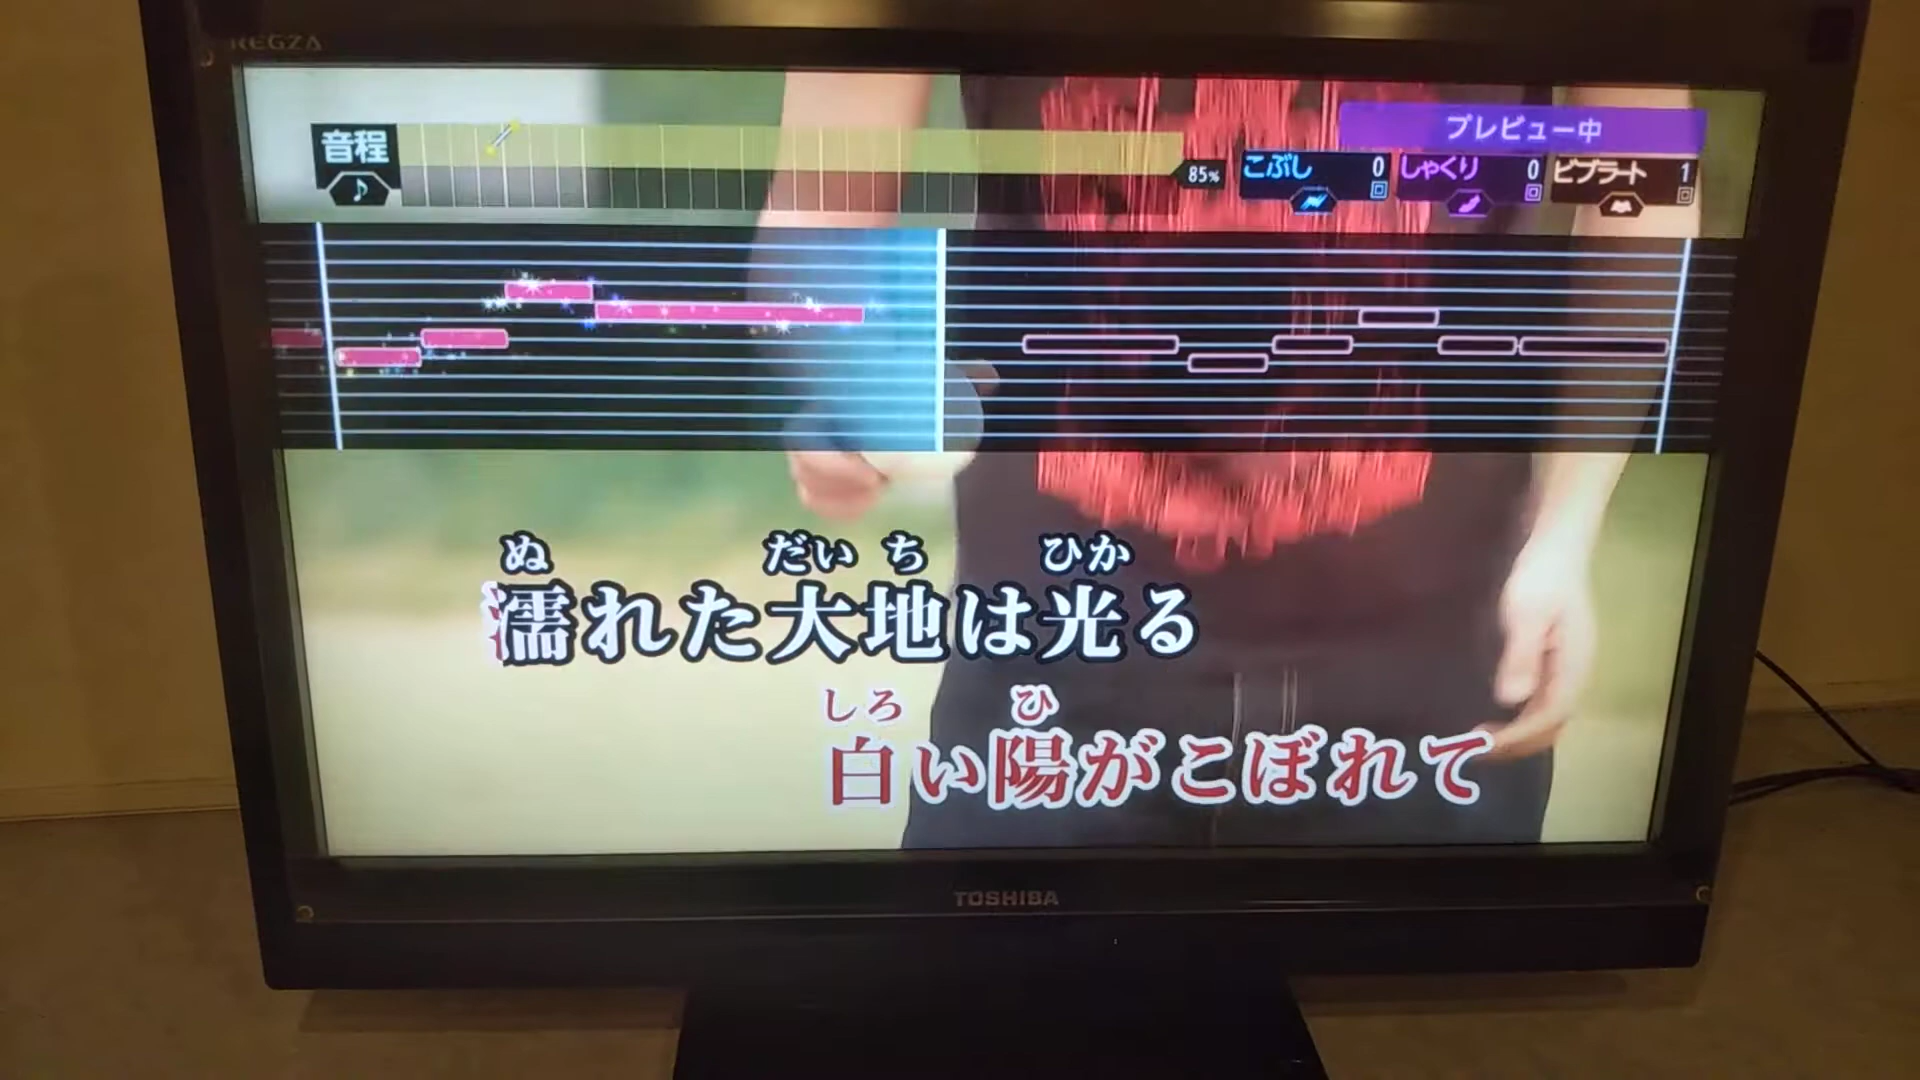 REGZA
プレビュー中
音程
85%
こぶし 0
しゃくり 0
ビブラート 1
ぬ だい ち ひか
濡れた大地は光る
しろ ひ
白い陽がこぼれて
TOSHIBA